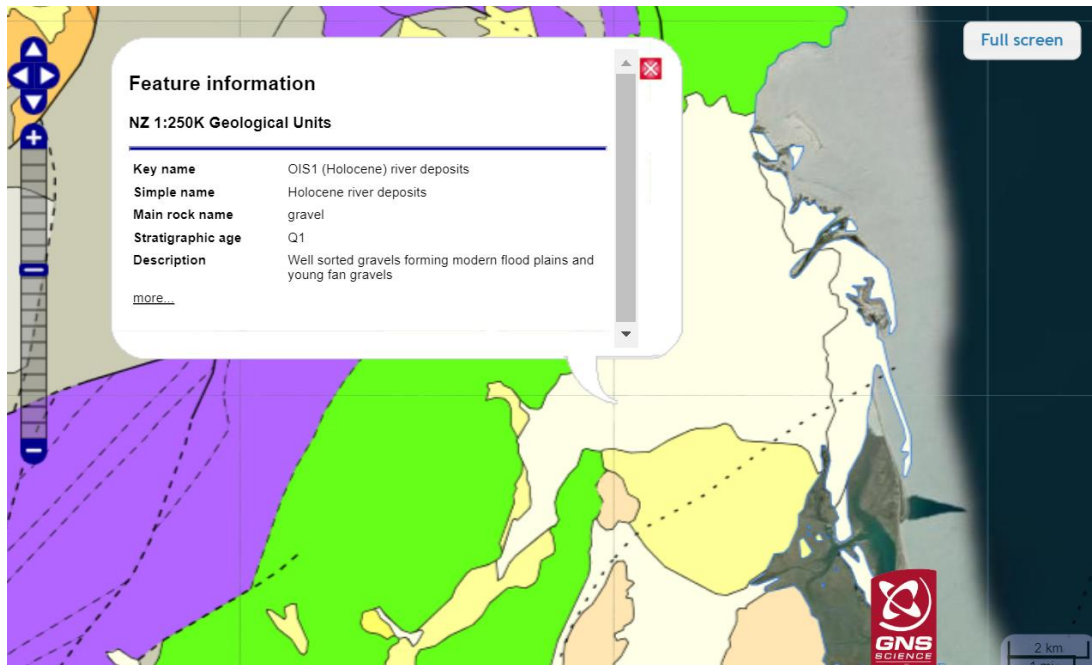 Full screen
Feature information
NZ 1:250K Geological Units
Key name OIS1 (Holocene) river deposits
Simple name Holocene river deposits
Main rock name gravel
Stratigraphic age Q1
Description Well sorted gravels forming modern flood plains and
young fan gravels
more...
GNS
SCIENCE
2 km